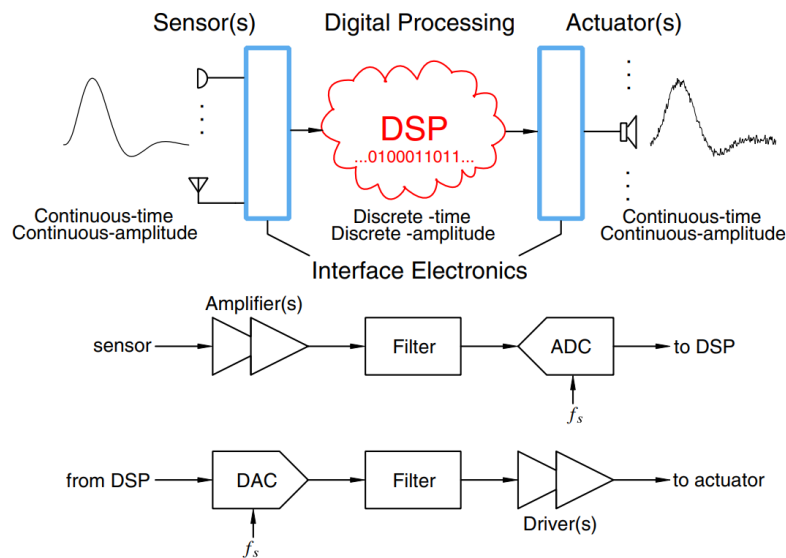 Sensor(s)
Digital Processing
Actuator(s)
DSP
...0100011011...
Continuous-time
Continuous-amplitude
Discrete -time
Discrete -amplitude
Continuous-time
Continuous-amplitude
Interface Electronics
Amplifier(s)
sensor
Filter
ADC
to DSP
fs
from DSP
DAC
Filter
to actuator
Driver(s)
fs